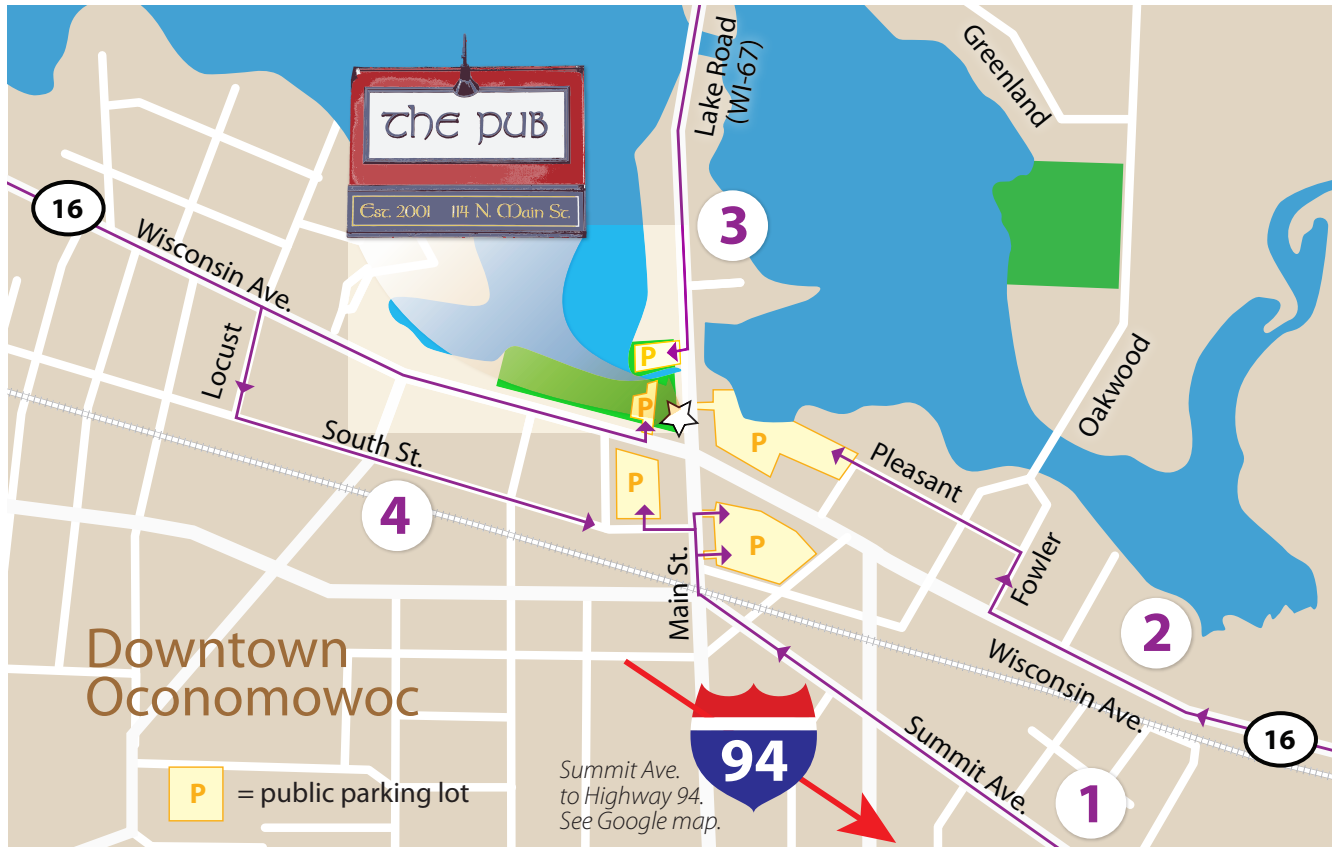 Lake Road
(WI-67)
Greenland
the pub
Est. 2001 114 N. Main St.
16
Wisconsin Ave.
3
P
Locust
P
Oakwood
South St.
P
Pleasant
P
4
P
Main St.
Fowler
2
Downtown
Oconomowoc
Wisconsin Ave.
16
94
Summit Ave.
1
P = public parking lot
Summit Ave.
to Highway 94.
See Google map.